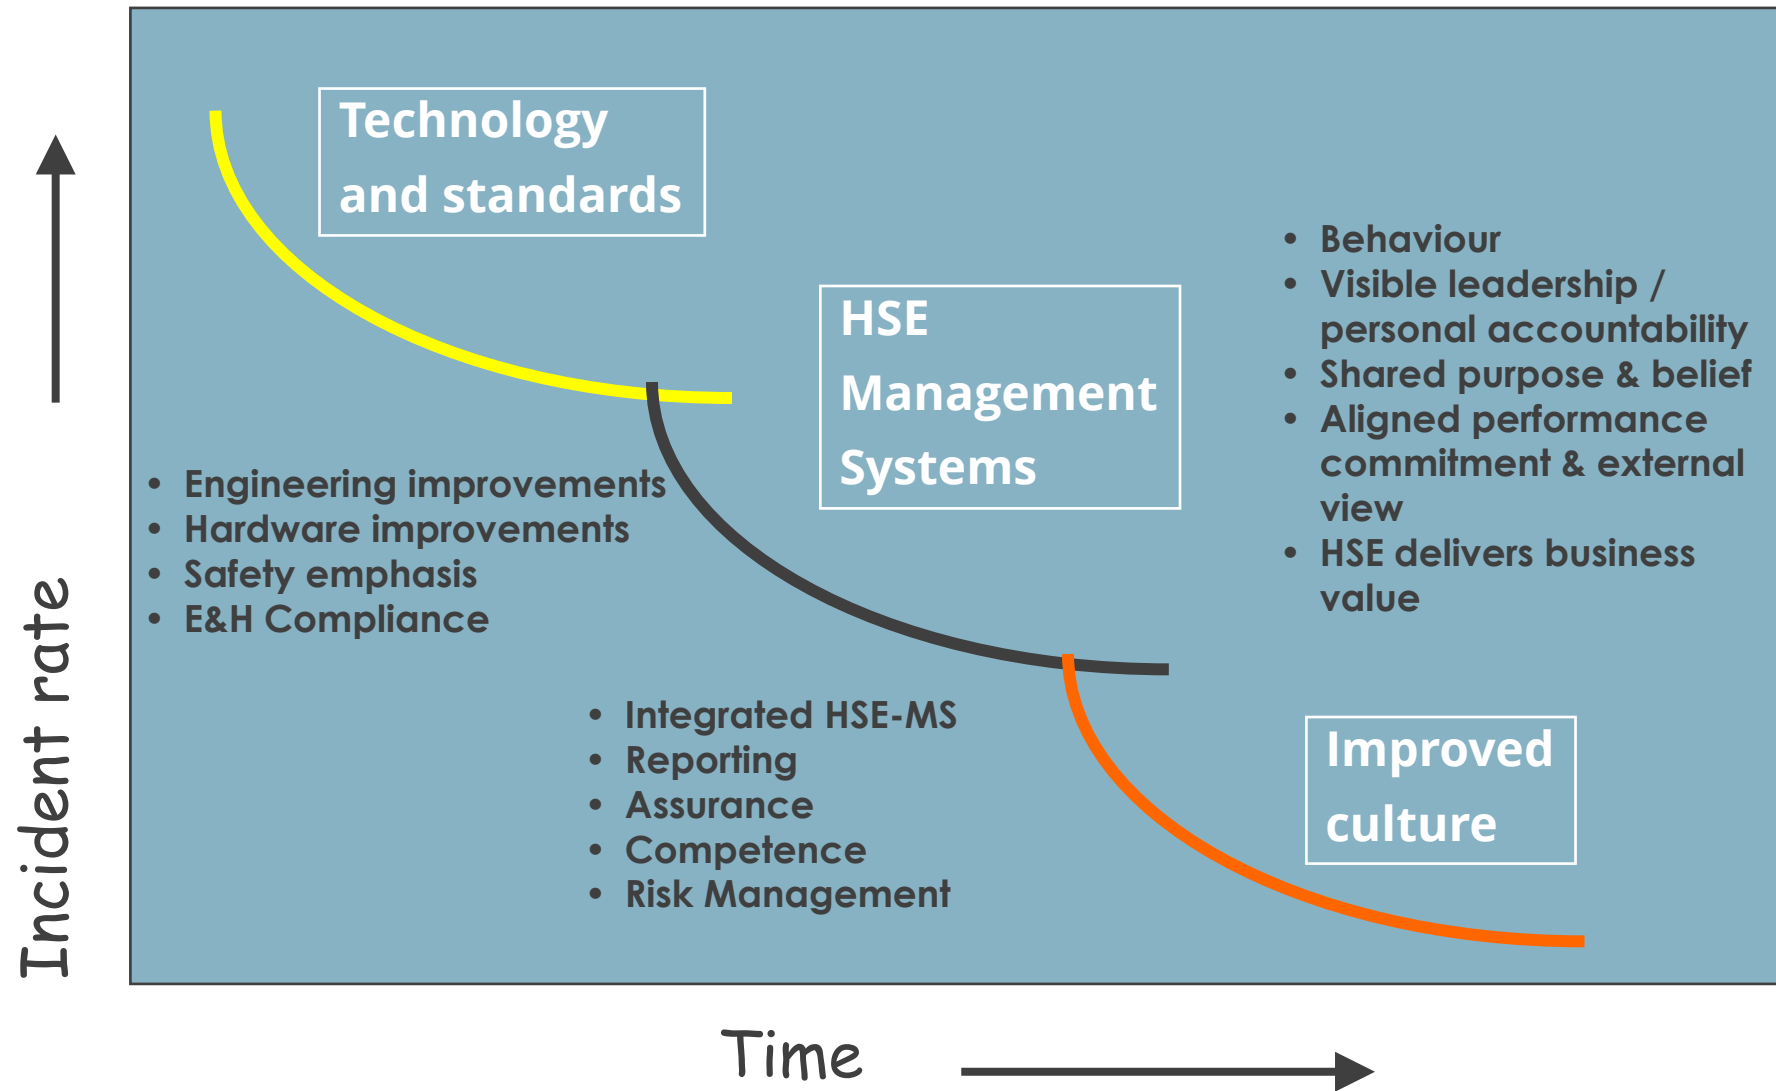 Technology
and standards
HSE
Management
Systems
• Behaviour
• Visible leadership /
personal accountability
• Shared purpose & belief
• Aligned performance
commitment & external
view
• HSE delivers business
value
• Engineering improvements
• Hardware improvements
• Safety emphasis
• E&H Compliance
• Integrated HSE-MS
• Reporting
• Assurance
• Competence
• Risk Management
Improved
culture
Incident rate
Time